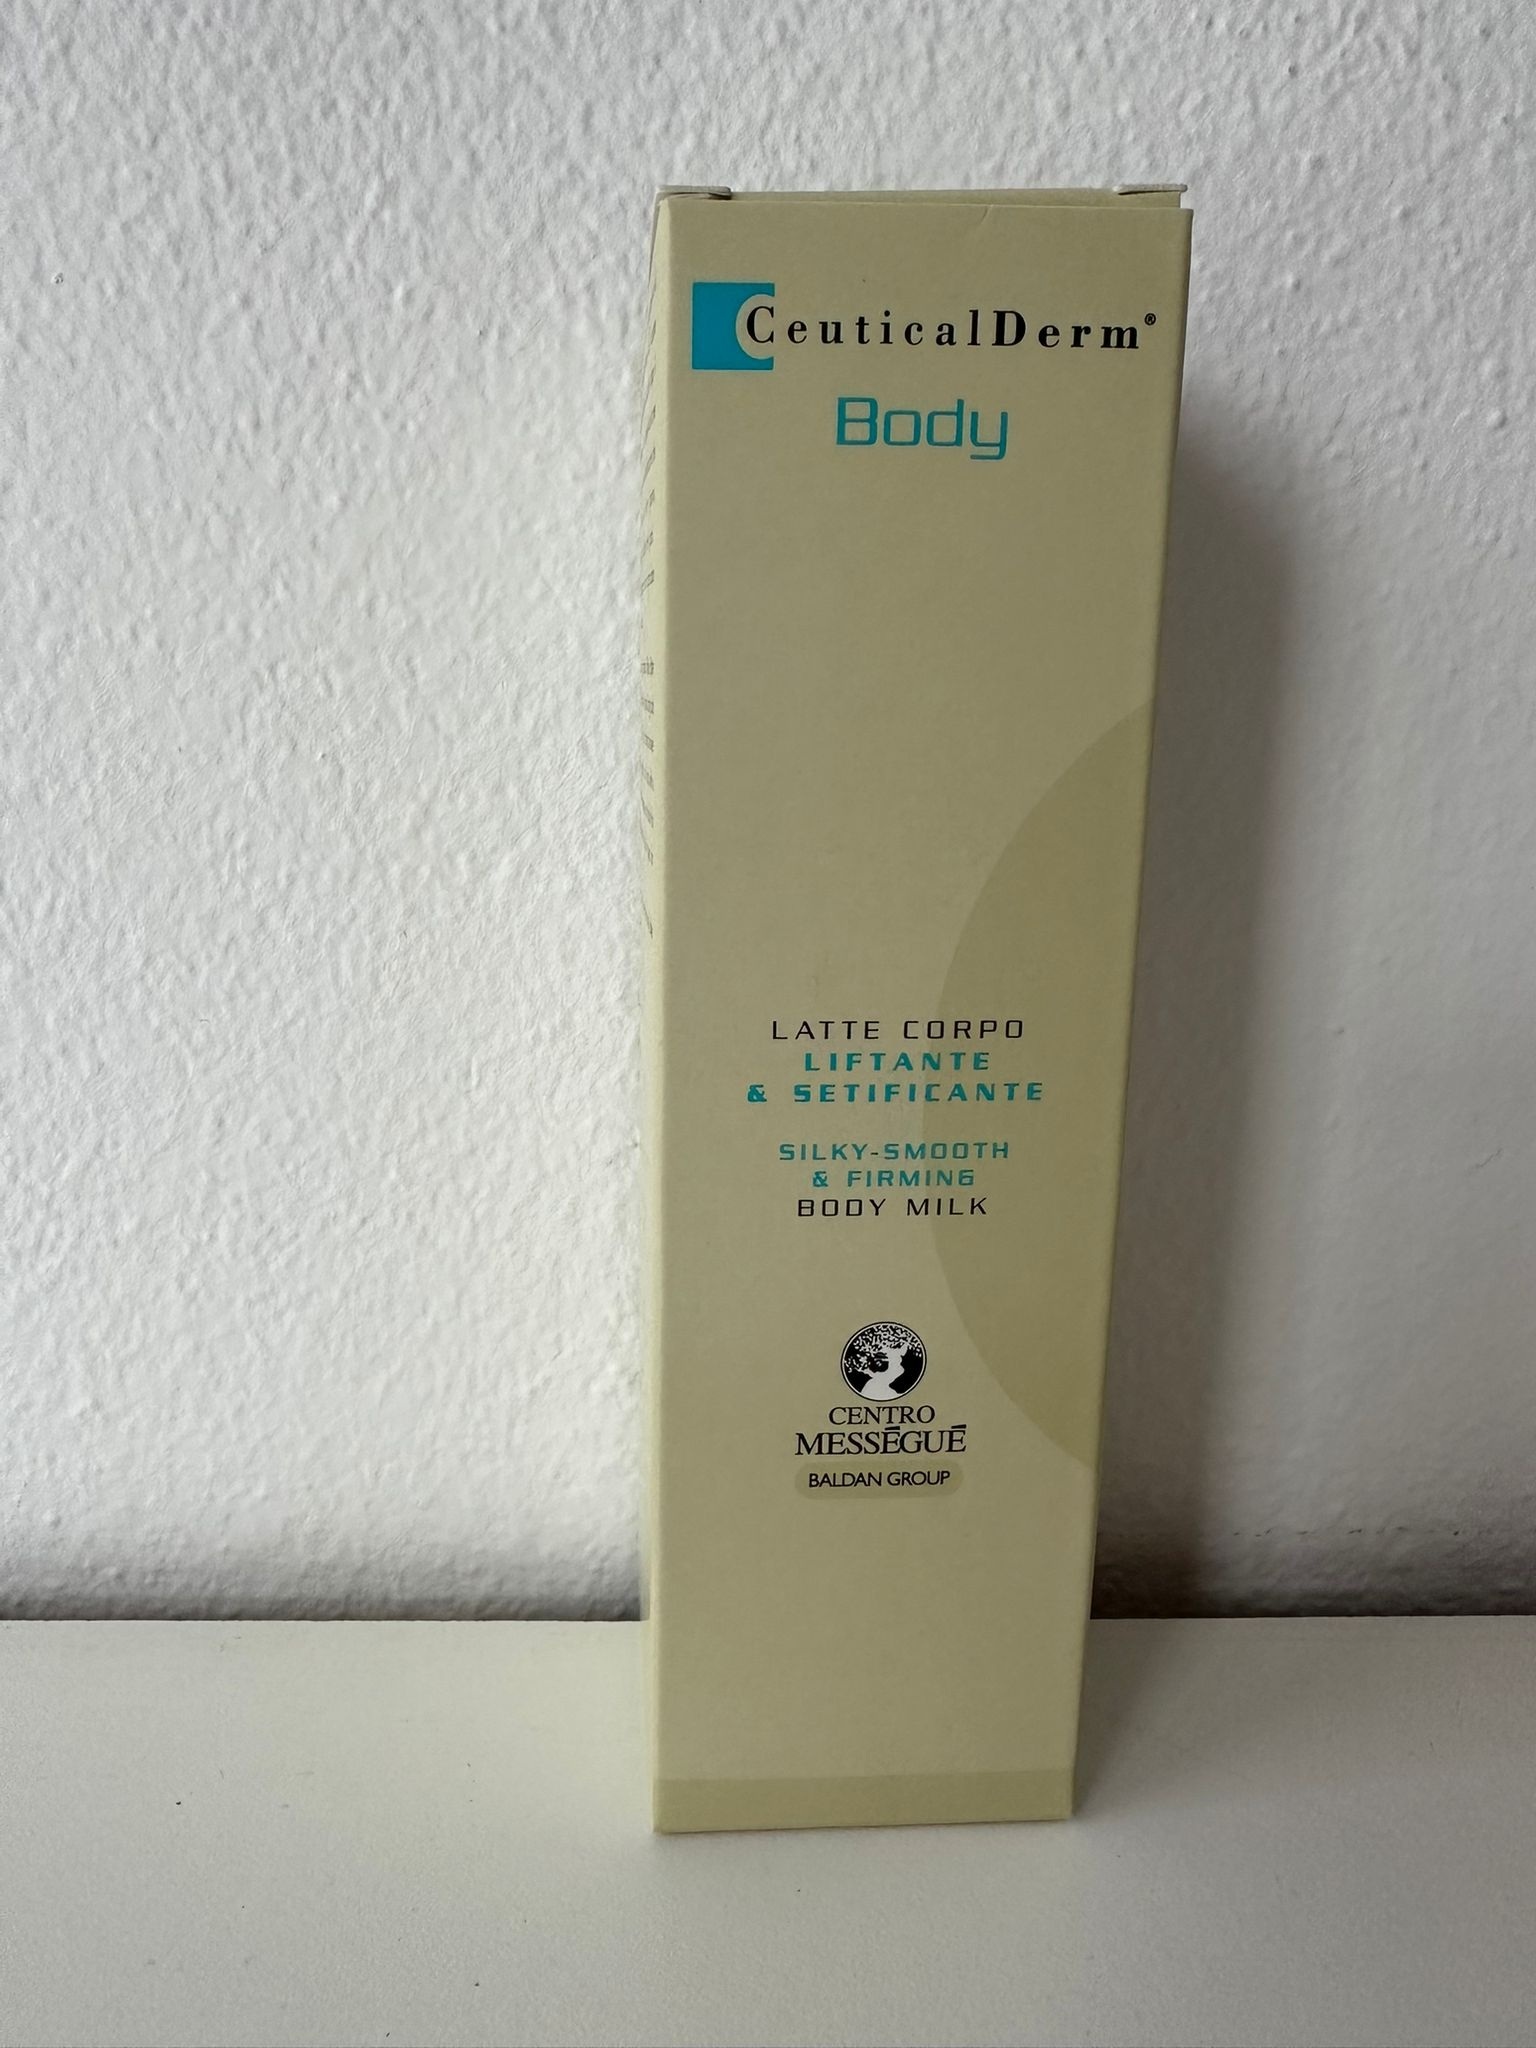 CeuticalDerm®
Body
LATTE CORPO
LIFTANTE
& SETIFICANTE
SILKY-SMOOTH
& FIRMING
BODY MILK
CENTRO
MESSÉGUÉ
BALDAN GROUP